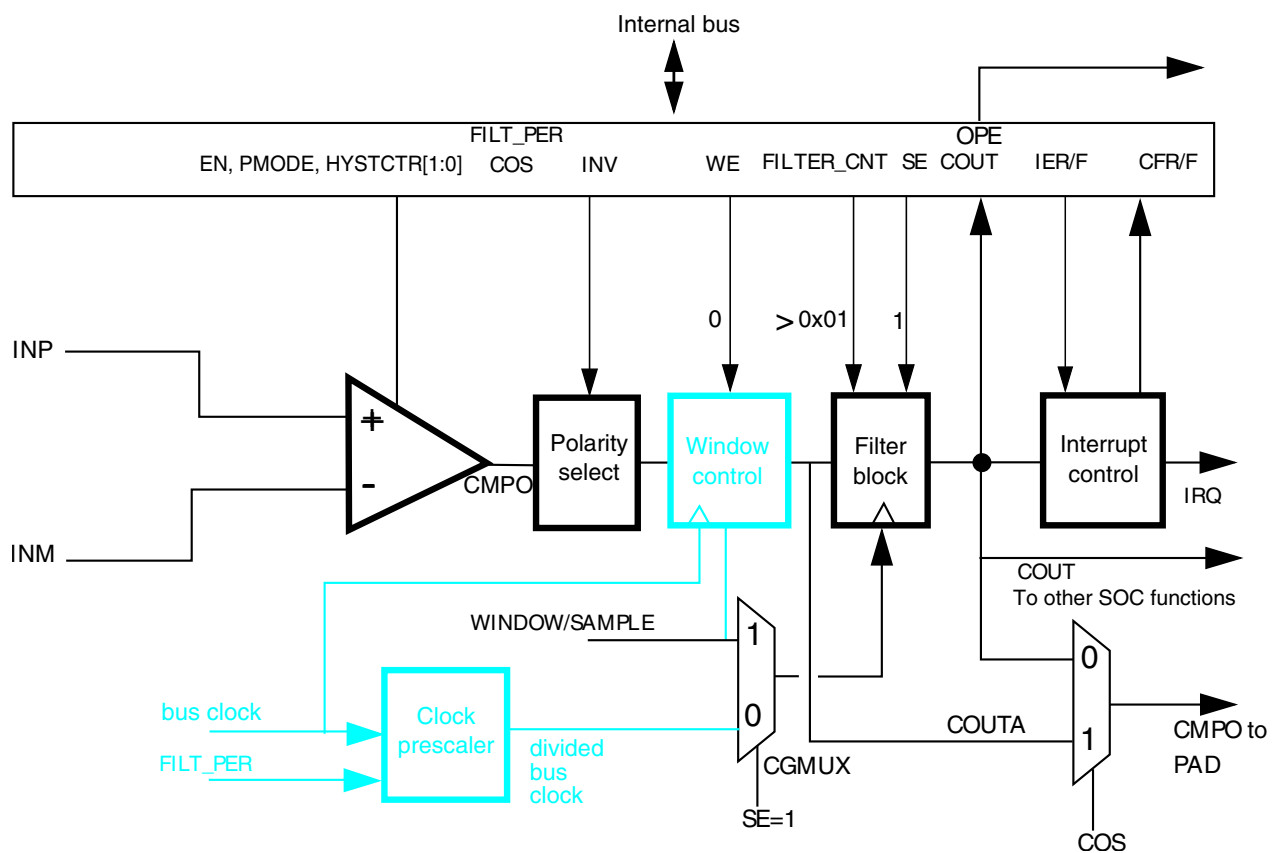 Internal bus
FILT_PER
OPE
EN, PMODE, HYSTCTR[1:0]
COS
INV
WE
FILTER_CNT
SE
COUT
IER/F
CFR/F
0
> 0x01
1
INP
+
-
INM
CMPO
Polarity
select
Window
control
Filter
block
Interrupt
control
IRQ
COUT
To other SOC functions
WINDOW/SAMPLE
1
0
CGMUX
SE=1
bus clock
FILT_PER
Clock
prescaler
divided
bus
clock
COUTA
0
1
COS
CMPO to
PAD